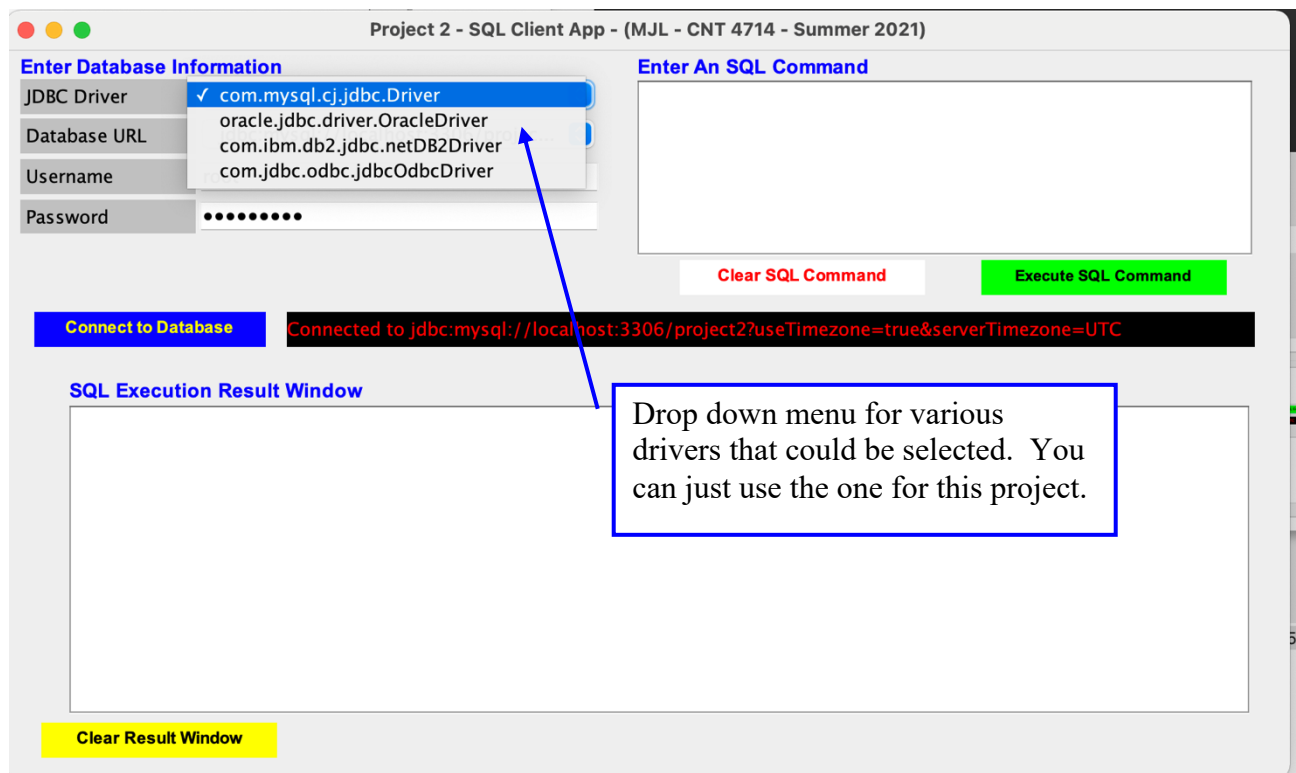 Project 2 - SQL Client App - (MJL - CNT 4714 - Summer 2021)
Enter Database Information
JDBC Driver
✓ com.mysql.cj.jdbc.Driver
oracle.jdbc.driver.OracleDriver
com.ibm.db2.jdbc.netDB2Driver
com.jdbc.odbc.jdbcOdbcDriver
Database URL
Username
Password
•••••••••
Enter An SQL Command
Clear SQL Command
Execute SQL Command
Connect to Database
Connected to jdbc:mysql://localhost:3306/project2?useTimezone=true&serverTimezone=UTC
SQL Execution Result Window
Drop down menu for various
drivers that could be selected. You
can just use the one for this project.
Clear Result Window